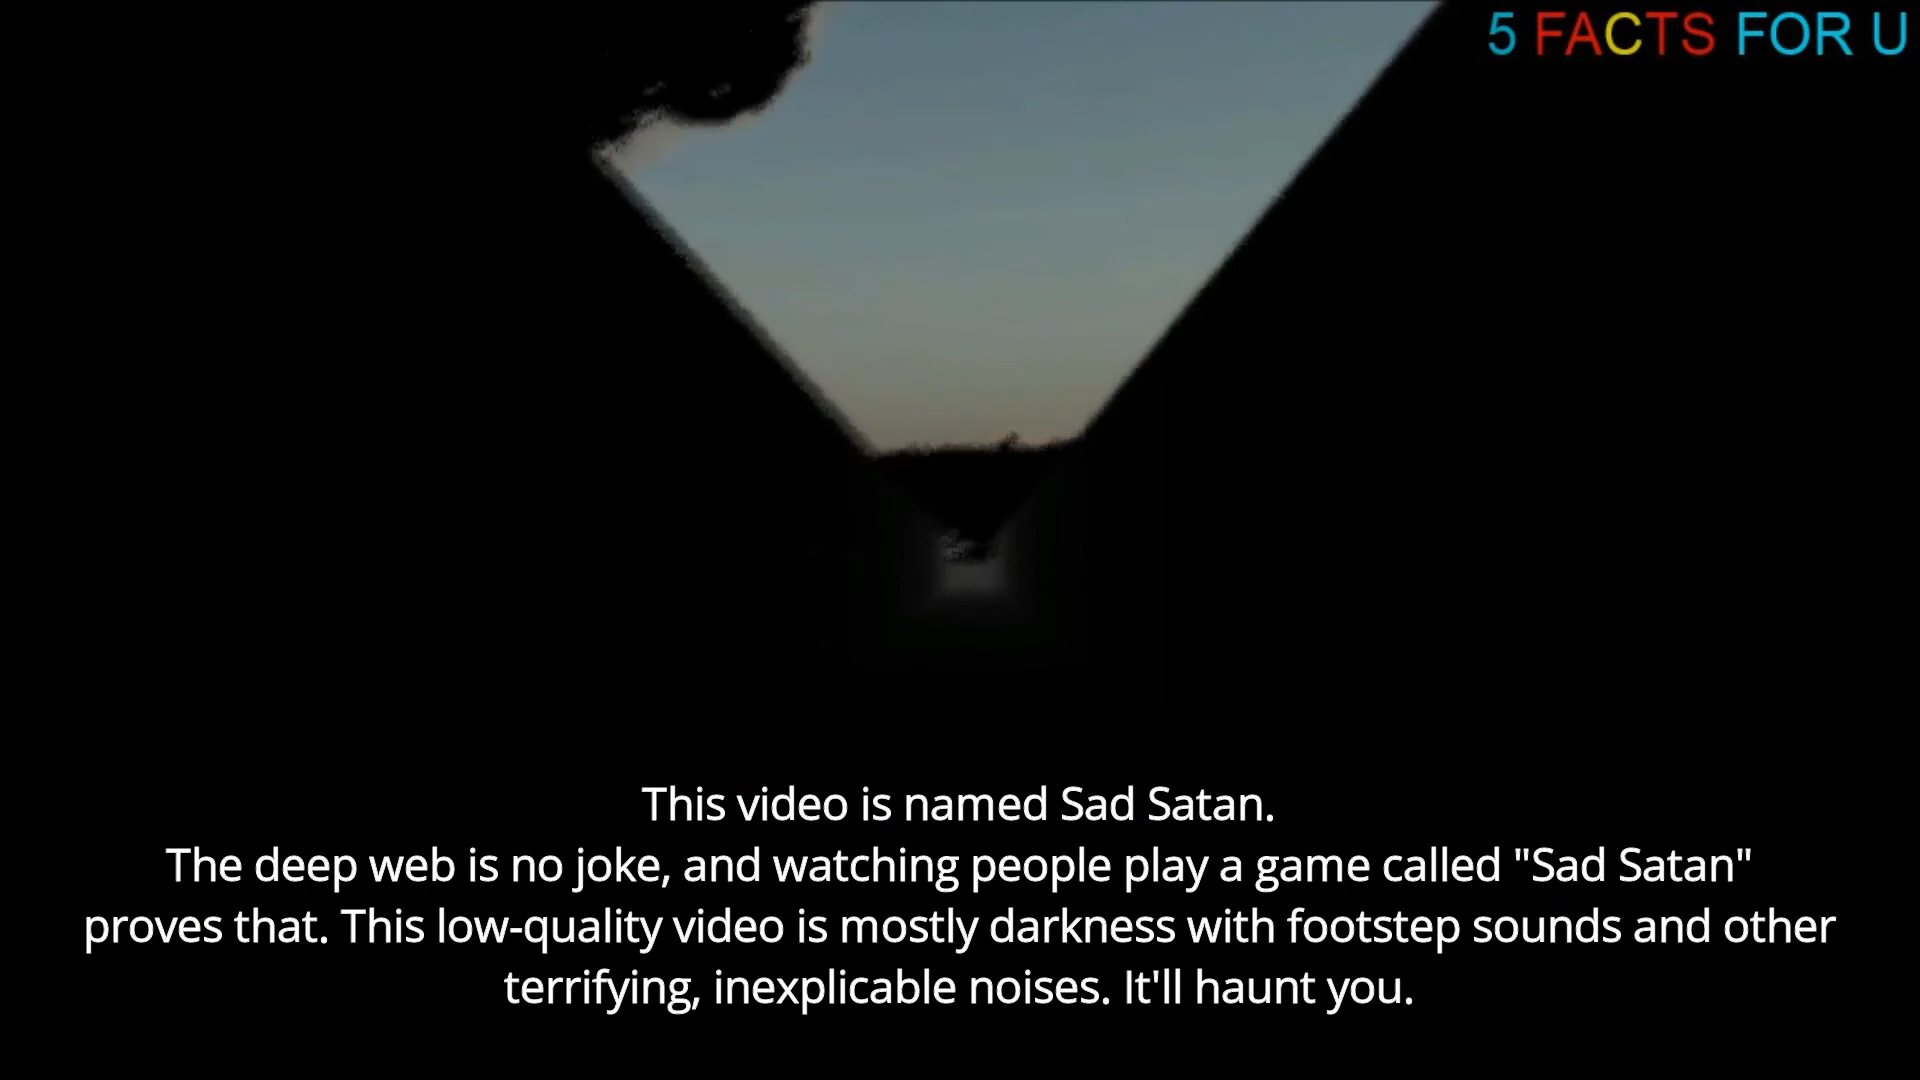 5 FACTS FOR U
This video is named Sad Satan.
The deep web is no joke, and watching people play a game called "Sad Satan"
proves that. This low-quality video is mostly darkness with footstep sounds and other
terrifying, inexplicable noises. It'll haunt you.